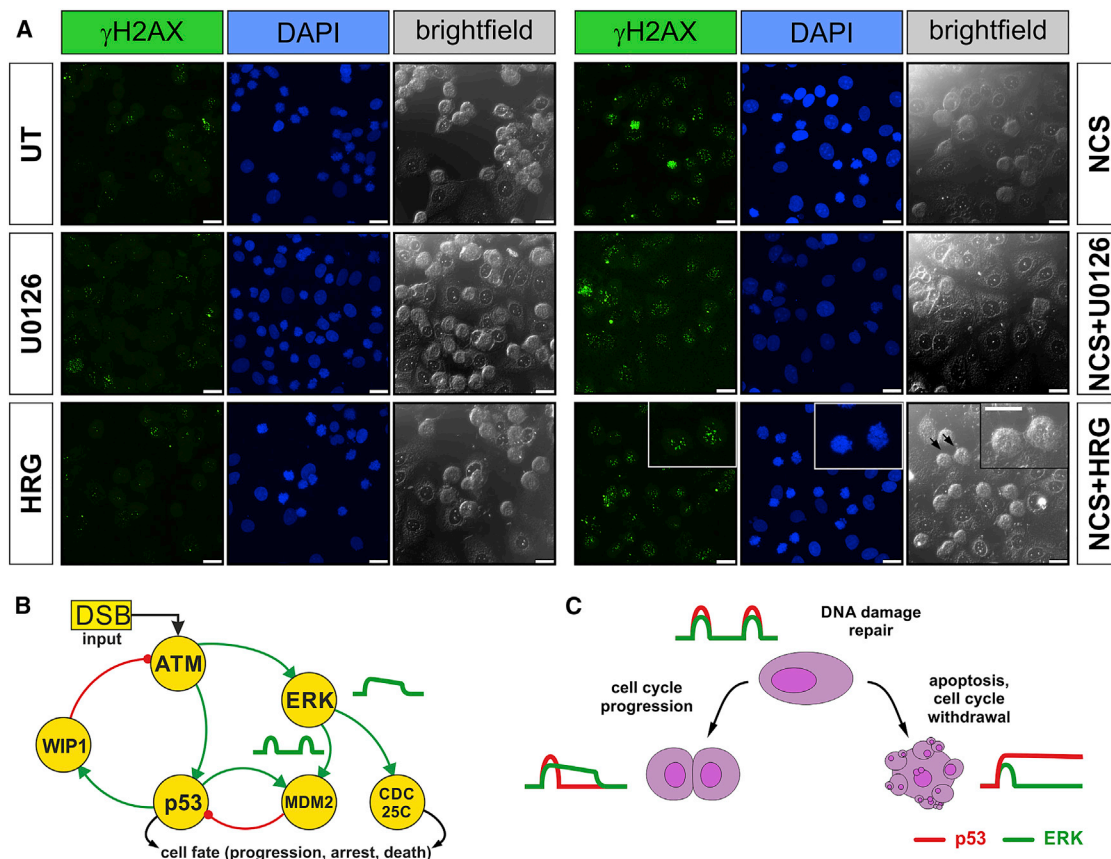 A
γH2AX
DAPI
brightfield
γH2AX
DAPI
brightfield
UT
NCS
U0126
NCS+U0126
HRG
NCS+HRG
B
DSB
input
ATM
ERK
WIP1
p53
MDM2
CDC
25C
cell fate (progression, arrest, death)
C
DNA damage
repair
cell cycle
progression
apoptosis,
cell cycle
withdrawal
p53
ERK